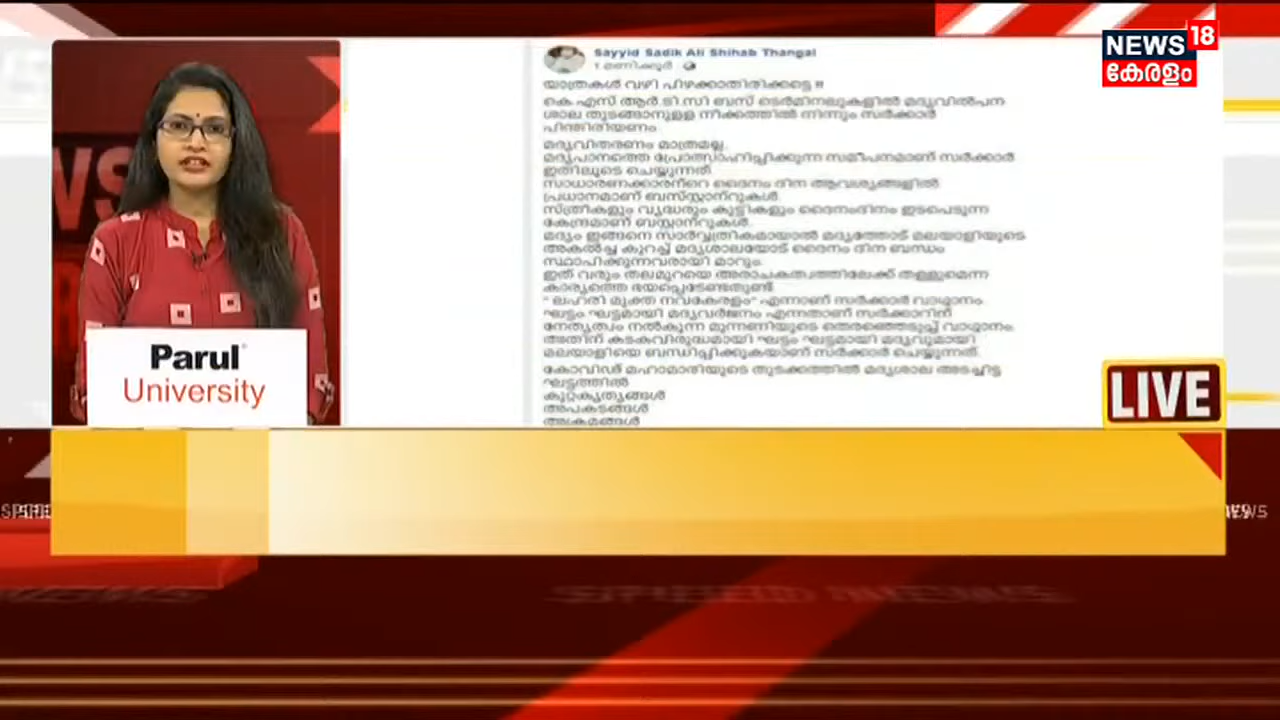 NEWS 18
കേരളം
Sayyid Sadik Ali Shihab Thangal
1 മണിക്കൂർ
യാത്രകൾ വഴി പിഴക്കാതിരിക്കട്ടെ !!!
കെ.എസ്.ആർ.ടി.സി ബസ് ടെർമിനലുകളിൽ മദ്യവിൽപന
ശാല തുടങ്ങാനുള്ള നീക്കത്തിൽ നിന്നും സർക്കാർ
പിന്തിരിയണം.
മദ്യവിതരണം മാത്രമല്ല.
മദ്യപാനത്തെ പ്രോത്സാഹിപ്പിക്കുന്ന സമീപനമാണ് സർക്കാർ
ഇതിലൂടെ ചെയ്യുന്നത്.
സാധാരണക്കാരന്റെ ദൈനം ദിന ആവശ്യങ്ങളിൽ
പ്രധാനമാണ് ബസ്സ്റ്റാന്റുകൾ.
സ്ത്രീകളും വൃദ്ധരും കുട്ടികളും ദൈനംദിനം ഇടപെടുന്ന
കേന്ദ്രമാണ് ബസ്സ്റ്റാന്റുകൾ.
മദ്യം ഇങ്ങനെ സാർവ്വത്രികമായാൽ മദ്യത്തോട് മലയാളിയുടെ
അകൽച്ച കുറച്ച് മദ്യശാലയോട് ദൈനം ദിന ബന്ധം
സ്ഥാപിക്കുന്നവരായി മാറും.
ഇത് വരും തലമുറയെ അരാചകത്വത്തിലേക്ക് തള്ളുമെന്ന
കാര്യത്തെ ഭയപ്പെടേണ്ടതുണ്ട്.
" ലഹരി മുക്ത നവകേരളം" എന്നാണ് സർക്കാർ വാഗ്ദാനം.
ഘട്ടം ഘട്ടമായി മദ്യവർജനം എന്നതാണ് സർക്കാറിന്
നേതൃത്വം നൽകുന്ന മുന്നണിയുടെ തെരഞ്ഞെടുപ്പ് വാഗ്ദാനം.
അതിന് കടകവിരുദ്ധമായി ഘട്ടം ഘട്ടമായി മദ്യവുമായി
മലയാളിയെ ബന്ധിപ്പിക്കുകയാണ് സർക്കാർ ചെയ്യുന്നത്.
കോവിഡ് മഹാമാരിയുടെ തുടക്കത്തിൽ മദ്യശാല അടച്ചിട്ട
ഘട്ടത്തിൽ
കുറ്റകൃത്യങ്ങൾ
അപകടങ്ങൾ
അക്രമങ്ങൾ
Parul
University
LIVE